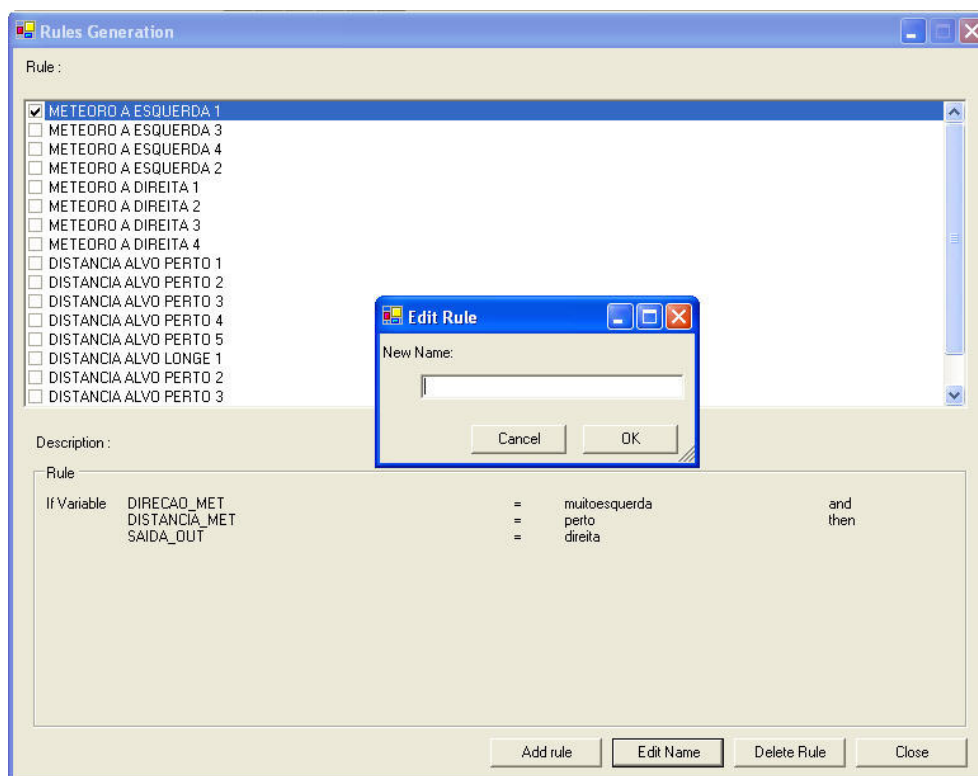 Rules Generation
Rule :
METEORO A ESQUERDA 1
METEORO A ESQUERDA 3
METEORO A ESQUERDA 4
METEORO A ESQUERDA 2
METEORO A DIREITA 1
METEORO A DIREITA 2
METEORO A DIREITA 3
METEORO A DIREITA 4
DISTANCIA ALVO PERTO 1
DISTANCIA ALVO PERTO 2
DISTANCIA ALVO PERTO 3
DISTANCIA ALVO PERTO 4
DISTANCIA ALVO PERTO 5
DISTANCIA ALVO LONGE 1
DISTANCIA ALVO PERTO 2
DISTANCIA ALVO PERTO 3
Edit Rule
New Name:
Cancel OK
Description :
Rule
If Variable DIRECAO_MET = muitoesquerda and
DISTANCIA_MET = perto then
SAIDA_OUT = direita
Add rule Edit Name Delete Rule Close